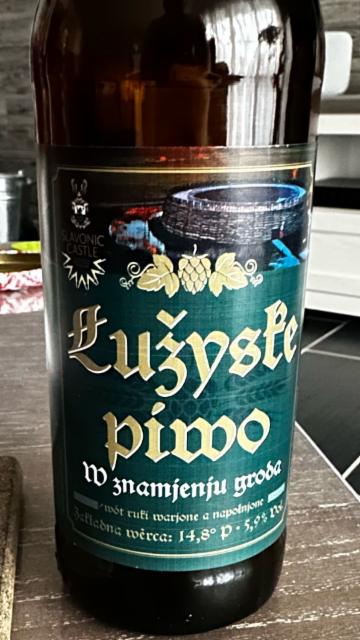 SLAVONIC
CASTLE
Łužyske
piwo
W znamjenju groda
wót ruki warjone a napołnjone
Zakładna wěrca: 14,8° P · 5,9 % Vol